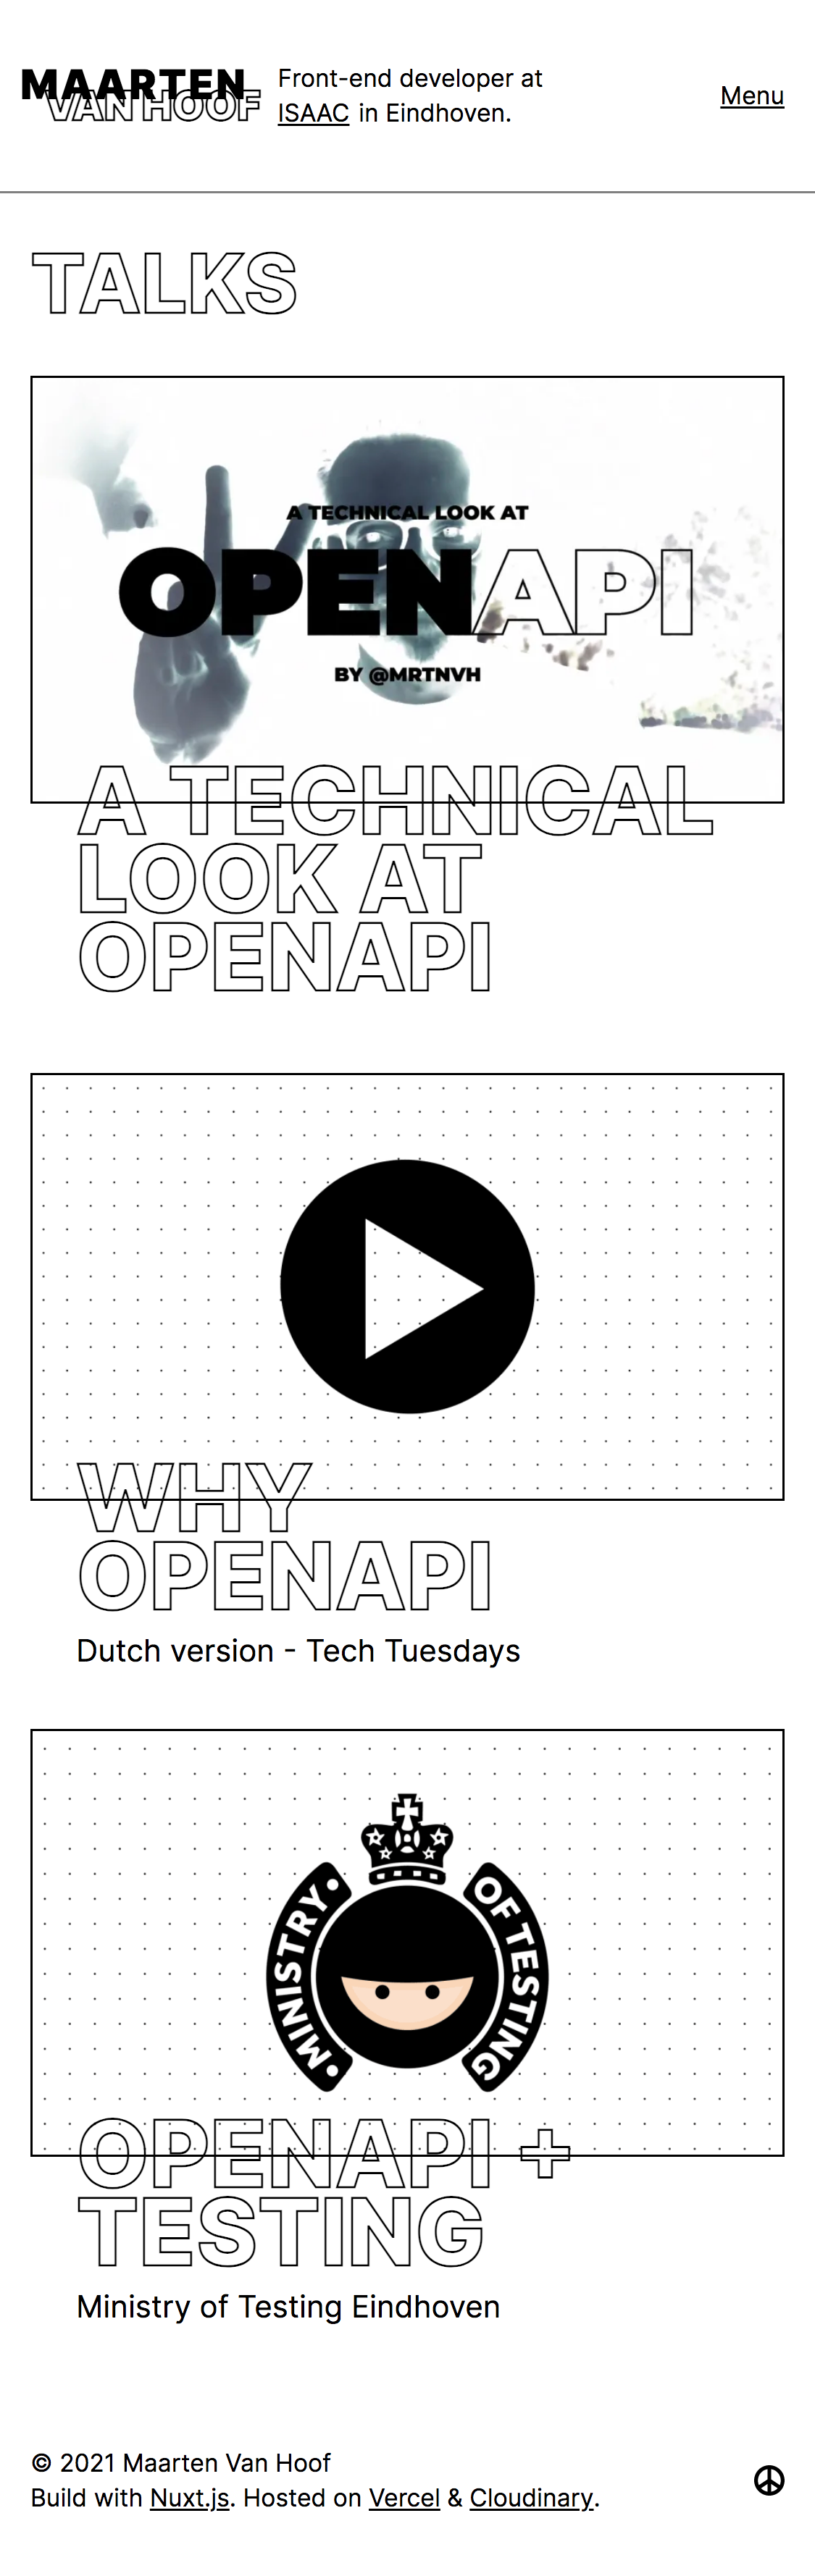 MAARTEN
VAN HOOF
Front-end developer at
ISAAC in Eindhoven.
Menu
TALKS
A TECHNICAL LOOK AT
OPENAPI
BY @MRTNVH
A TECHNICAL
LOOK AT
OPENAPI
WHY
OPENAPI
Dutch version - Tech Tuesdays
MINISTRY
OF TESTING
OPENAPI +
TESTING
Ministry of Testing Eindhoven
© 2021 Maarten Van Hoof
Build with Nuxt.js. Hosted on Vercel & Cloudinary.